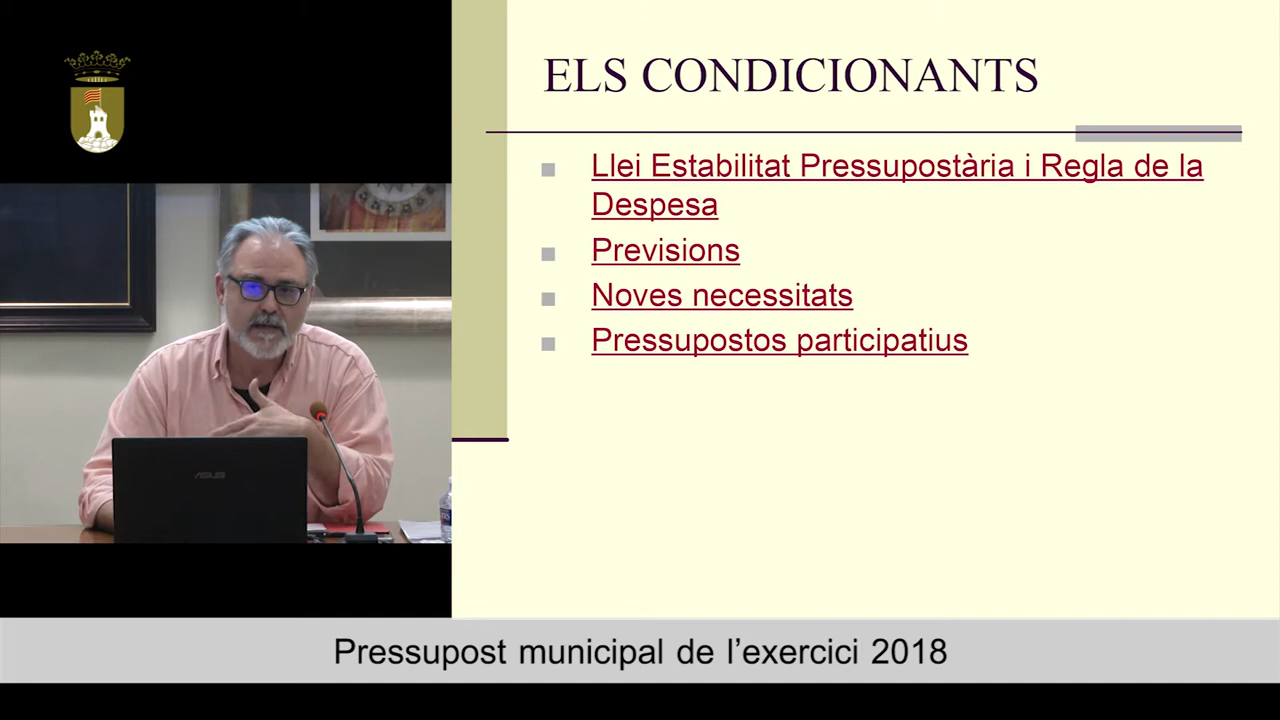 ELS CONDICIONANTS
Llei Estabilitat Pressupostària i Regla de la
Despesa
Previsions
Noves necessitats
Pressupostos participatius
ASUS
Pressupost municipal de l’exercici 2018